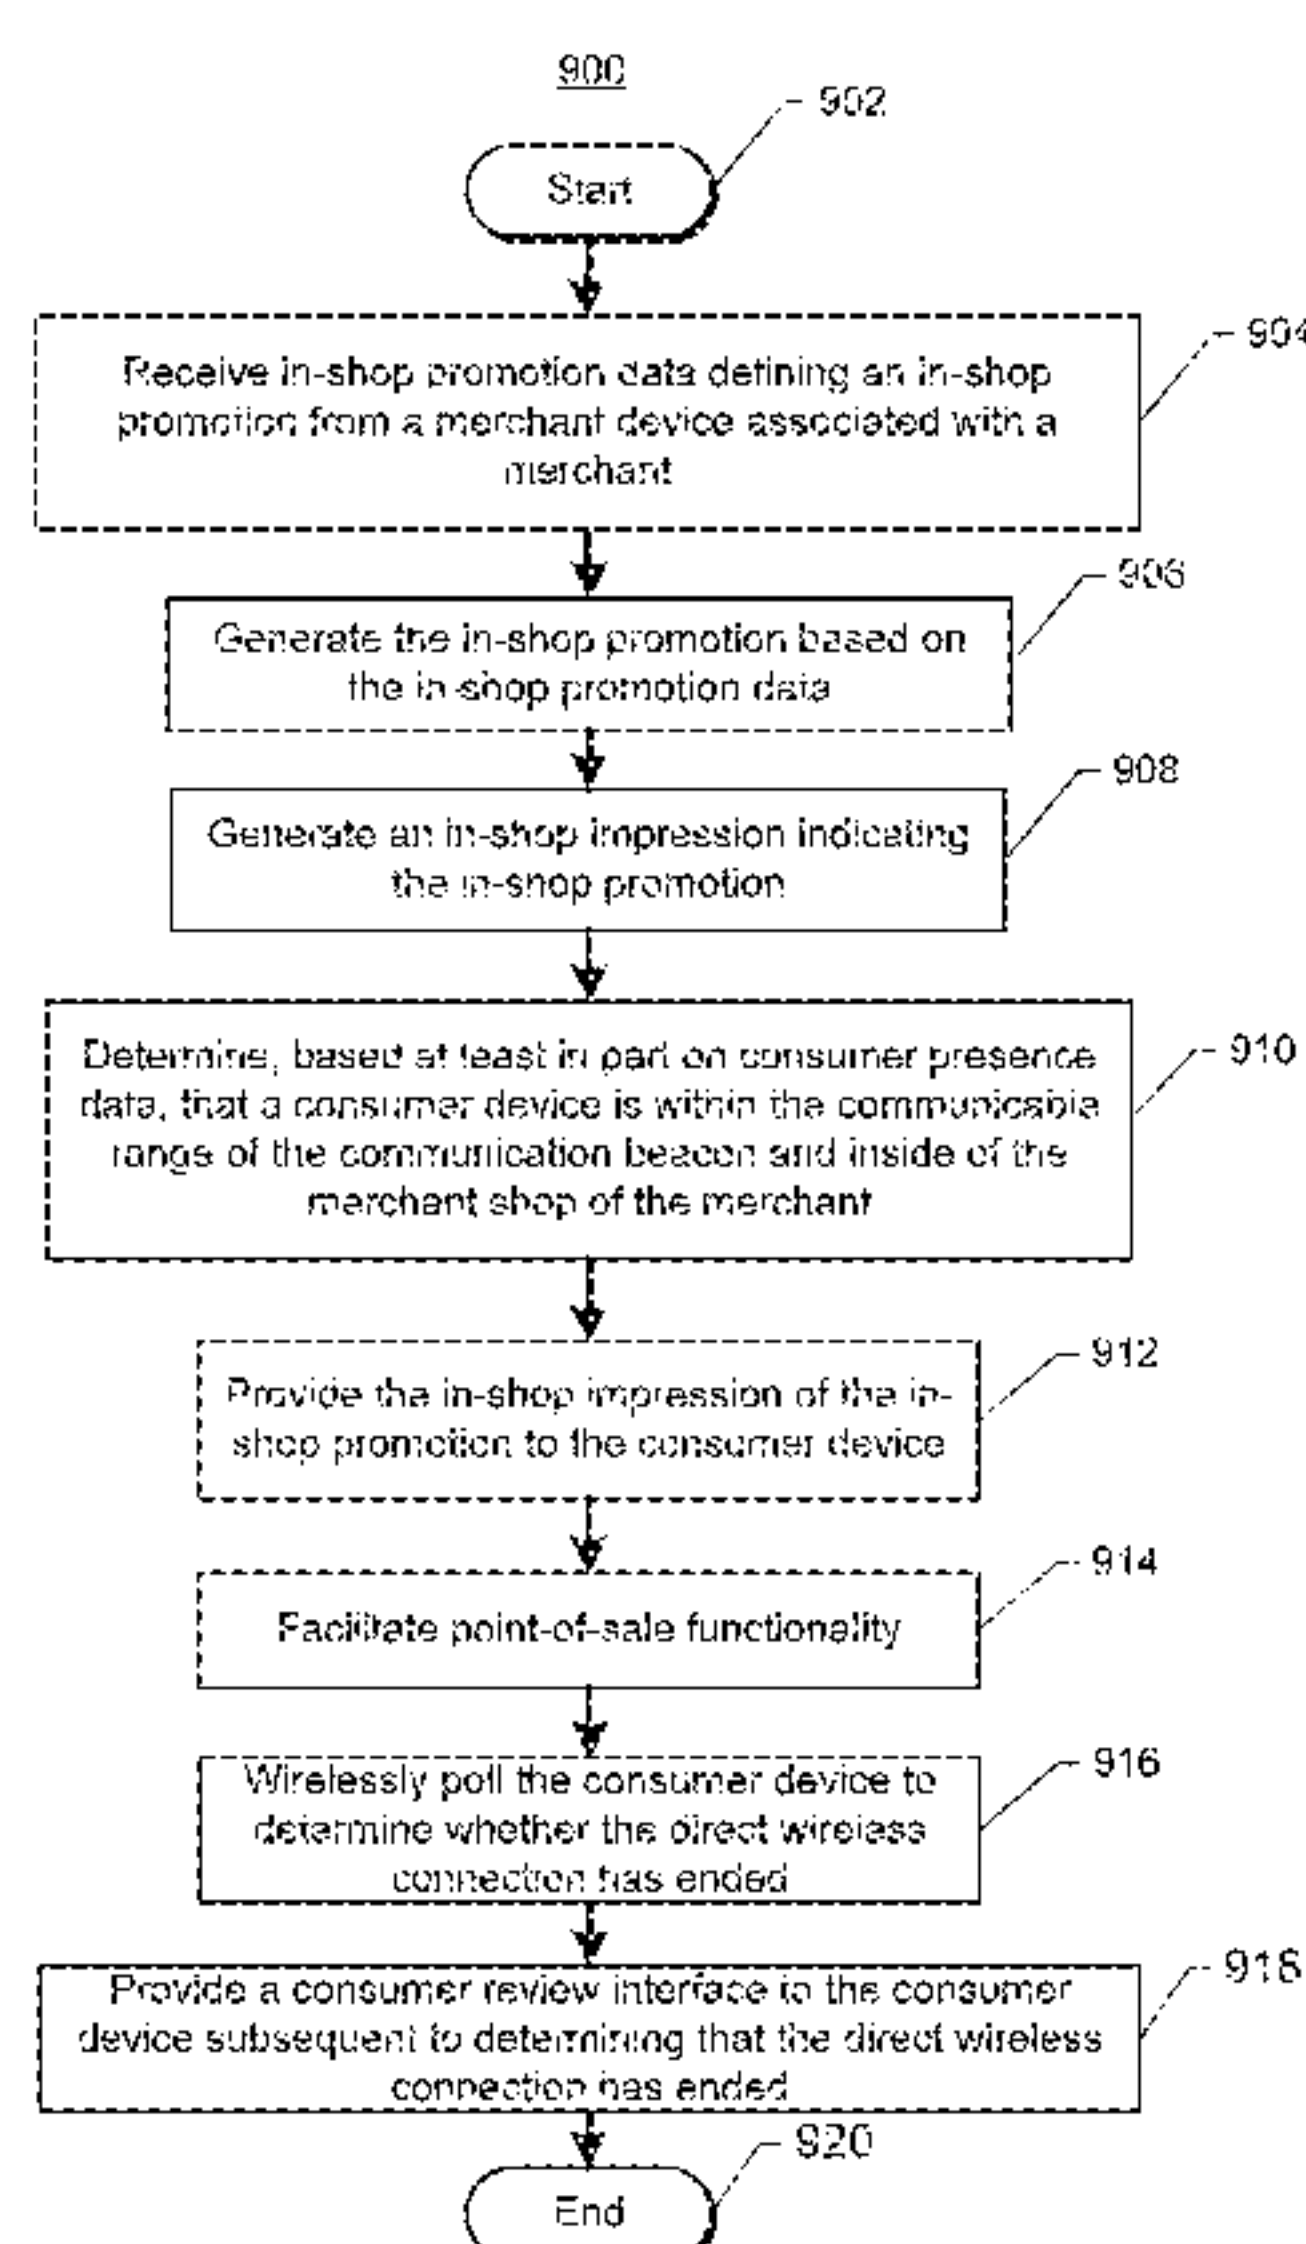 900
902
Start
904
Receive in-shop promotion data defining an in-shop
promotion from a merchant device associated with a
merchant
906
Generate the in-shop promotion based on
the in-shop promotion data
908
Generate an in-shop impression indicating
the in-shop promotion
910
Determine, based at least in part on consumer presence
data, that a consumer device is within the communicable
range of the communication beacon and inside of the
merchant shop of the merchant
912
Provide the in-shop impression of the in-
shop promotion to the consumer device
914
Facilitate point-of-sale functionality
916
Wirelessly poll the consumer device to
determine whether the direct wireless
connection has ended
918
Provide a consumer review interface to the consumer
device subsequent to determining that the direct wireless
connection has ended
920
End